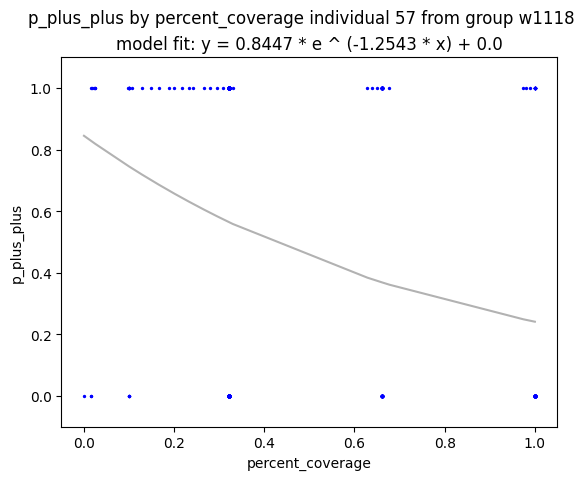 p_plus_plus by percent_coverage individual 57 from group w1118
model fit: y = 0.8447 * e ^ (-1.2543 * x) + 0.0
1.0
0.8
0.6
0.4
0.2
0.0
p_plus_plus
0.0 0.2 0.4 0.6 0.8 1.0
percent_coverage